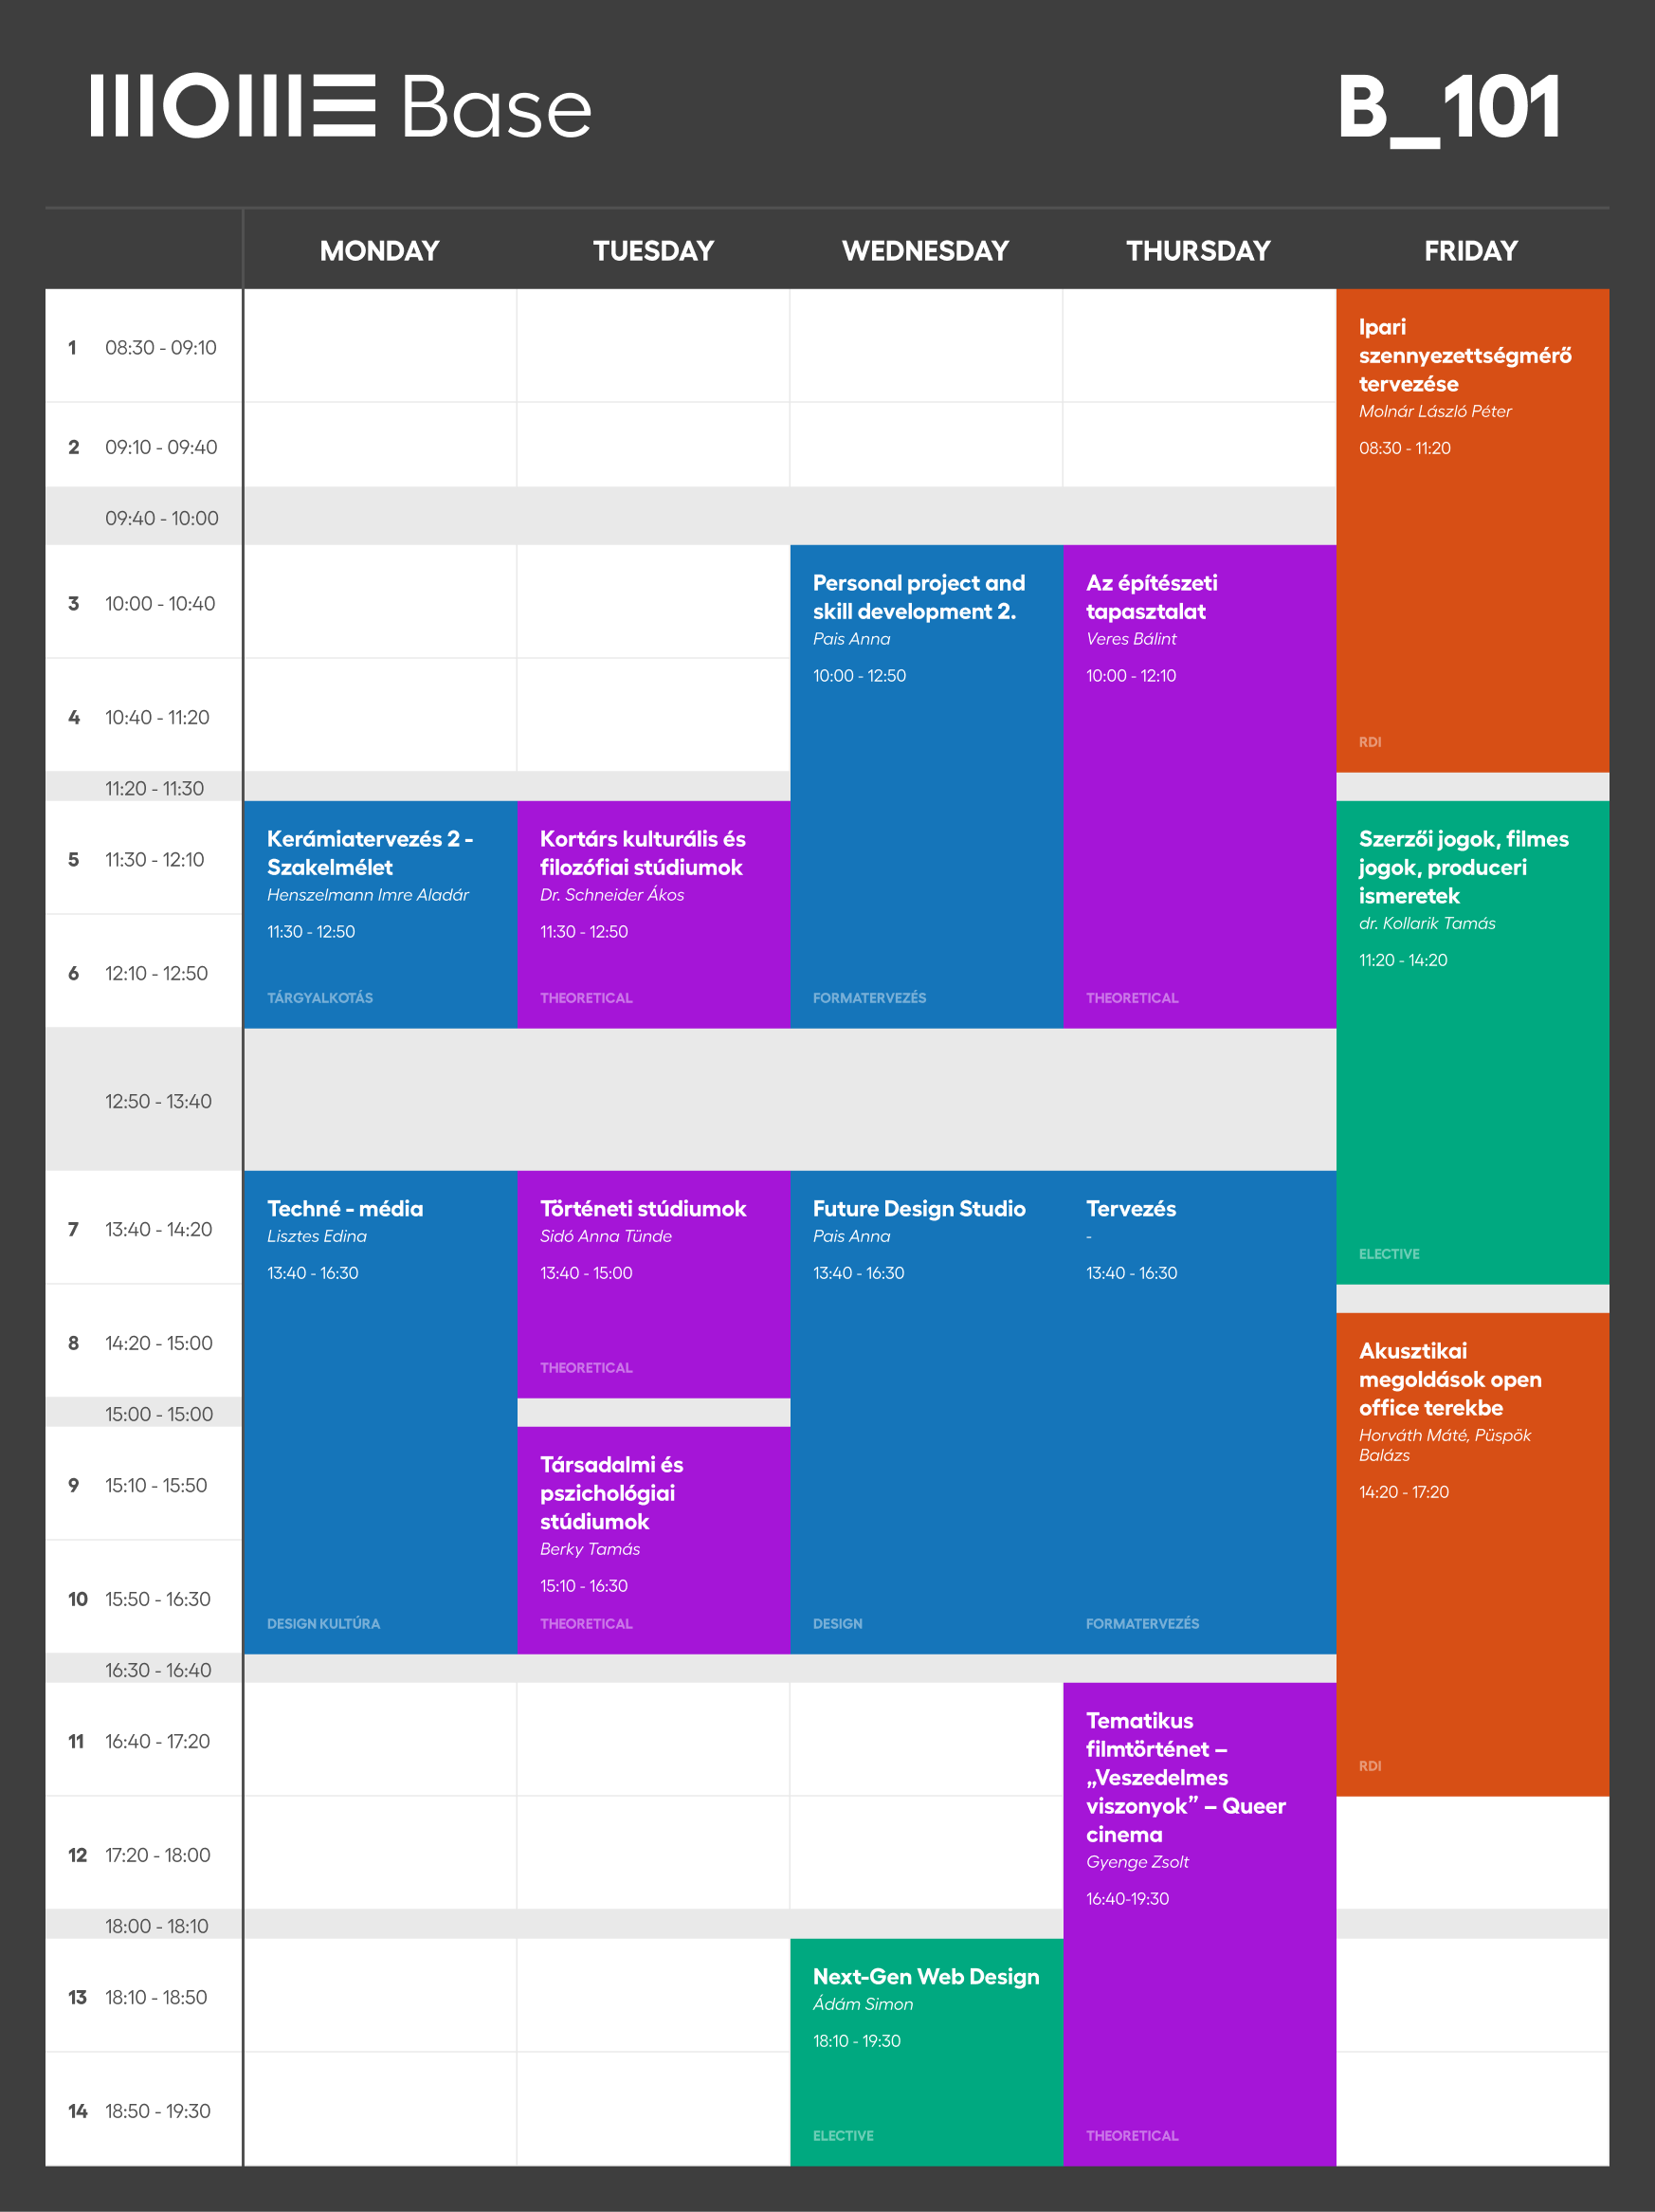 MOME Base
B_101
MONDAY
TUESDAY
WEDNESDAY
THURSDAY
FRIDAY
1 08:30 - 09:10
2 09:10 - 09:40
09:40 - 10:00
3 10:00 - 10:40
4 10:40 - 11:20
11:20 - 11:30
5 11:30 - 12:10
6 12:10 - 12:50
12:50 - 13:40
7 13:40 - 14:20
8 14:20 - 15:00
15:00 - 15:00
9 15:10 - 15:50
10 15:50 - 16:30
16:30 - 16:40
11 16:40 - 17:20
12 17:20 - 18:00
18:00 - 18:10
13 18:10 - 18:50
14 18:50 - 19:30
Kerámiatervezés 2 -
Szakelmélet
Henszelmann Imre Aladár
11:30 - 12:50
TÁRGYALKOTÁS
Techné - média
Lisztes Edina
13:40 - 16:30
DESIGN KULTÚRA
Kortárs kulturális és
filozófiai stúdiumok
Dr. Schneider Ákos
11:30 - 12:50
THEORETICAL
Történeti stúdiumok
Sidó Anna Tünde
13:40 - 15:00
THEORETICAL
Társadalmi és
pszichológiai
stúdiumok
Berky Tamás
15:10 - 16:30
THEORETICAL
Personal project and
skill development 2.
Pais Anna
10:00 - 12:50
FORMATERVEZÉS
Future Design Studio
Pais Anna
13:40 - 16:30
DESIGN
Next-Gen Web Design
Ádám Simon
18:10 - 19:30
ELECTIVE
Az építészeti
tapasztalat
Veres Bálint
10:00 - 12:10
THEORETICAL
Tervezés
-
13:40 - 16:30
FORMATERVEZÉS
Tematikus
filmtörténet –
„Veszedelmes
viszonyok” – Queer
cinema
Gyenge Zsolt
16:40-19:30
THEORETICAL
Ipari
szennyezettségmérő
tervezése
Molnár László Péter
08:30 - 11:20
RDI
Szerzői jogok, filmes
jogok, produceri
ismeretek
dr. Kollarik Tamás
11:20 - 14:20
ELECTIVE
Akusztikai
megoldások open
office terekbe
Horváth Máté, Püspök
Balázs
14:20 - 17:20
RDI